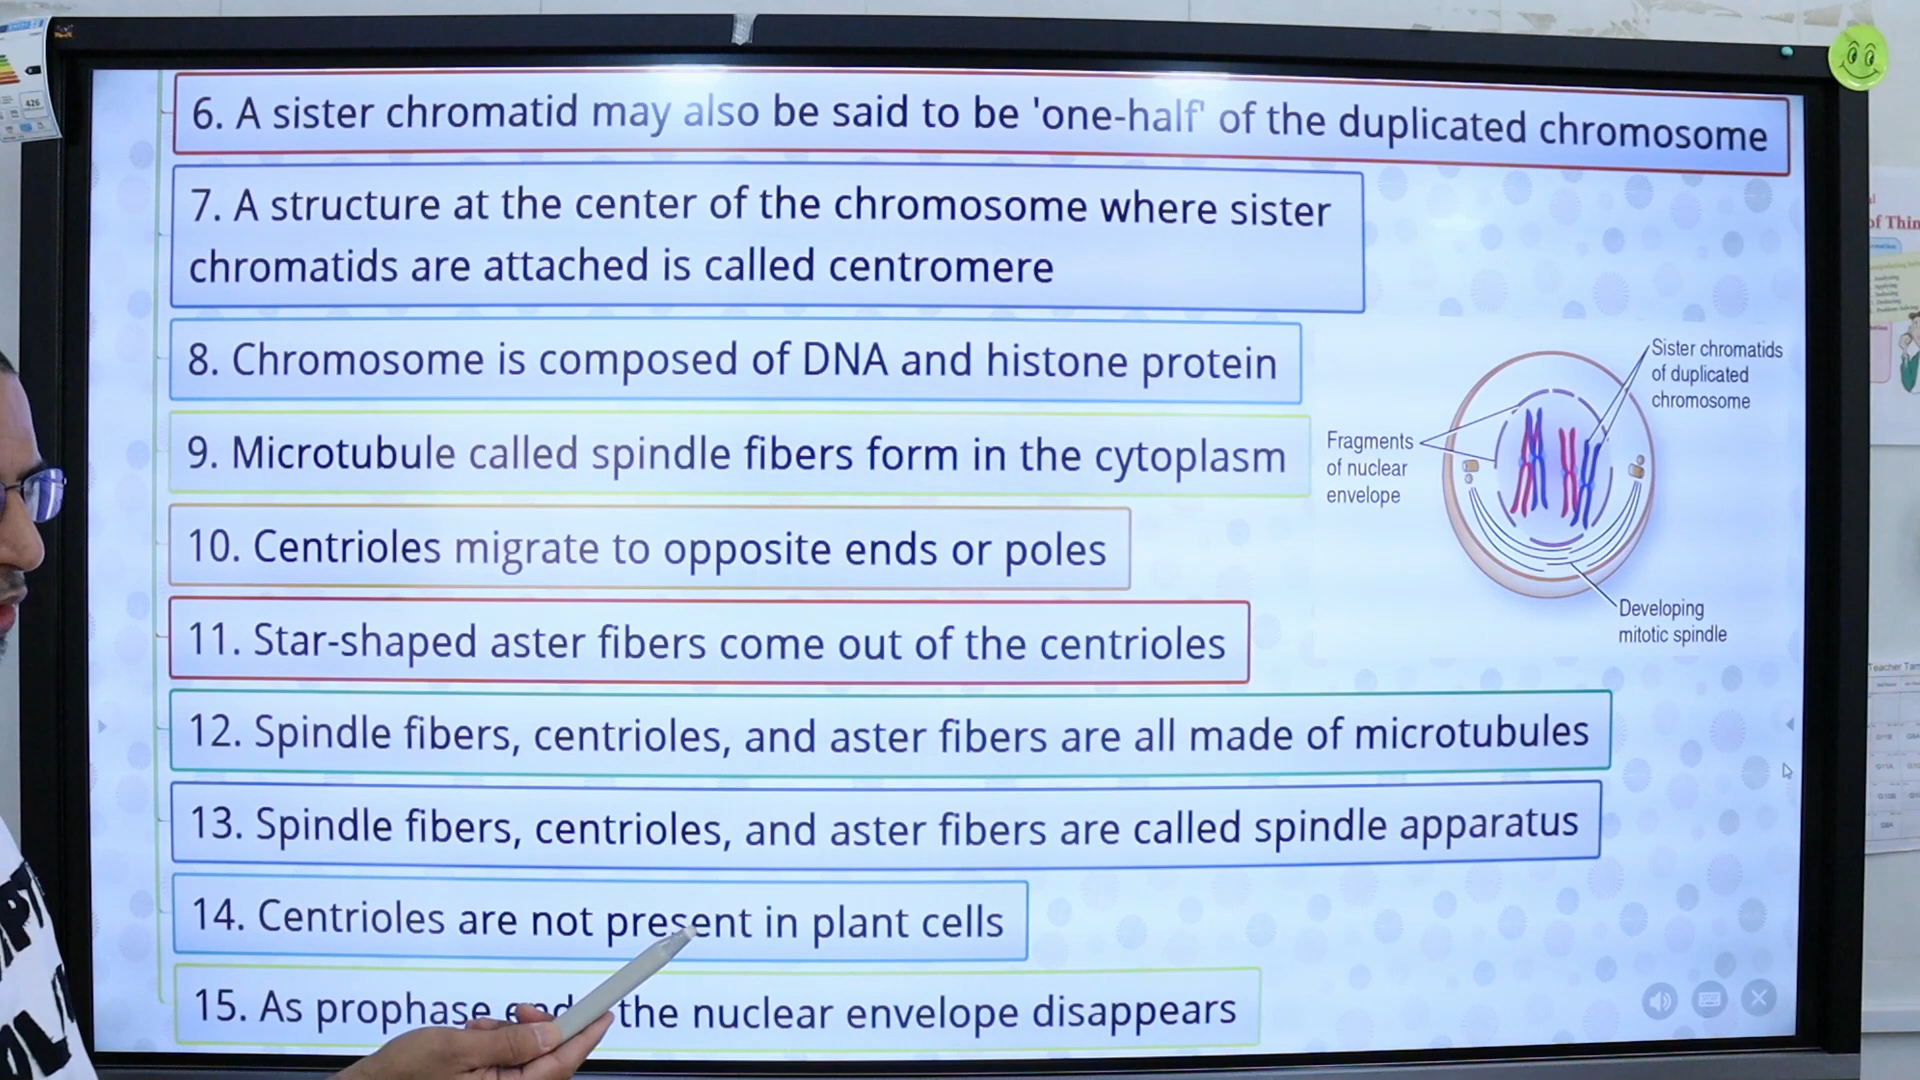 6. A sister chromatid may also be said to be 'one-half' of the duplicated chromosome
7. A structure at the center of the chromosome where sister
chromatids are attached is called centromere
8. Chromosome is composed of DNA and histone protein
9. Microtubule called spindle fibers form in the cytoplasm
10. Centrioles migrate to opposite ends or poles
11. Star-shaped aster fibers come out of the centrioles
12. Spindle fibers, centrioles, and aster fibers are all made of microtubules
13. Spindle fibers, centrioles, and aster fibers are called spindle apparatus
14. Centrioles are not present in plant cells
15. As prophase the nuclear envelope disappears
Sister chromatids
of duplicated
chromosome
Fragments
of nuclear
envelope
Developing
mitotic spindle
426
of Thin
Teacher